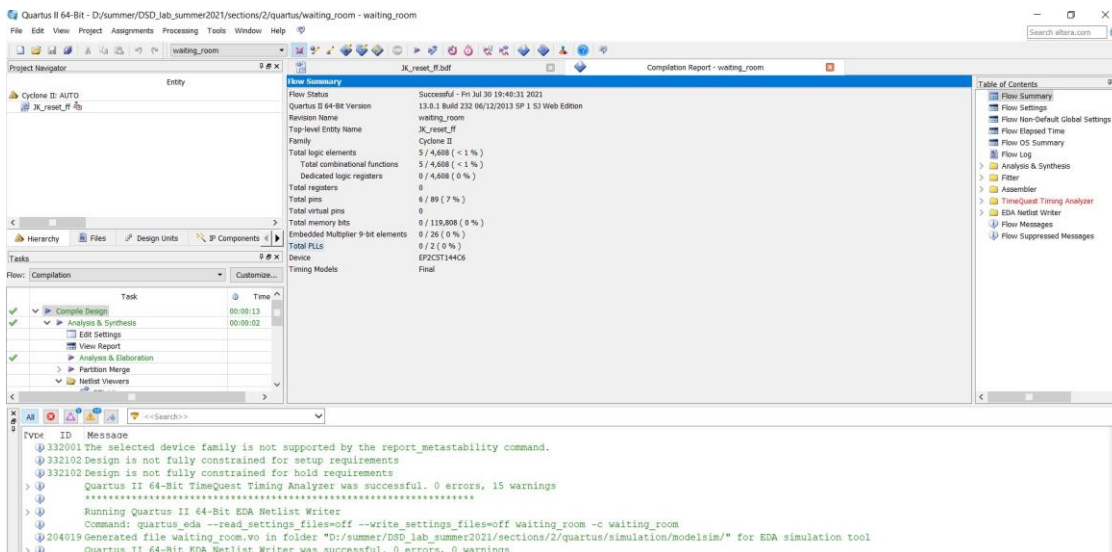 Quartus II 64-Bit - D:/summer/DSD_lab_summer2021/sections/2/quartus/waiting_room - waiting_room
File Edit View Project Assignments Processing Tools Window Help
Search altera.com
waiting_room
Project Navigator
Entity
Cyclone II: AUTO
JK_reset_ff
Hierarchy Files Design Units IP Components
Tasks
Flow: Compilation Customize...
Task Time
Compile Design 00:00:13
Analysis & Synthesis 00:00:02
Edit Settings
View Report
Analysis & Elaboration
Partition Merge
Netlist Viewers
JK_reset_ff.bdf Compilation Report - waiting_room
Flow Summary
Flow Status Successful - Fri Jul 30 19:40:31 2021
Quartus II 64-Bit Version 13.0.1 Build 232 06/12/2013 SP 1 SJ Web Edition
Revision Name waiting_room
Top-level Entity Name JK_reset_ff
Family Cyclone II
Total logic elements 5 / 4,608 ( < 1 % )
Total combinational functions 5 / 4,608 ( < 1 % )
Dedicated logic registers 0 / 4,608 ( 0 % )
Total registers 0
Total pins 6 / 89 ( 7 % )
Total virtual pins 0
Total memory bits 0 / 119,808 ( 0 % )
Embedded Multiplier 9-bit elements 0 / 26 ( 0 % )
Total PLLs 0 / 2 ( 0 % )
Device EP2C5T144C6
Timing Models Final
Table of Contents
Flow Summary
Flow Settings
Flow Non-Default Global Settings
Flow Elapsed Time
Flow OS Summary
Flow Log
Analysis & Synthesis
Fitter
Assembler
TimeQuest Timing Analyzer
EDA Netlist Writer
Flow Messages
Flow Suppressed Messages
All <<Search>>
Type ID Message
332001 The selected device family is not supported by the report_metastability command.
332102 Design is not fully constrained for setup requirements
332102 Design is not fully constrained for hold requirements
Quartus II 64-Bit TimeQuest Timing Analyzer was successful. 0 errors, 15 warnings
*******************************************************************
Running Quartus II 64-Bit EDA Netlist Writer
Command: quartus_eda --read_settings_files=off --write_settings_files=off waiting_room -c waiting_room
204019 Generated file waiting_room.vo in folder "D:/summer/DSD_lab_summer2021/sections/2/quartus/simulation/modelsim/" for EDA simulation tool
Quartus II 64-Bit EDA Netlist Writer was successful. 0 errors, 0 warnings